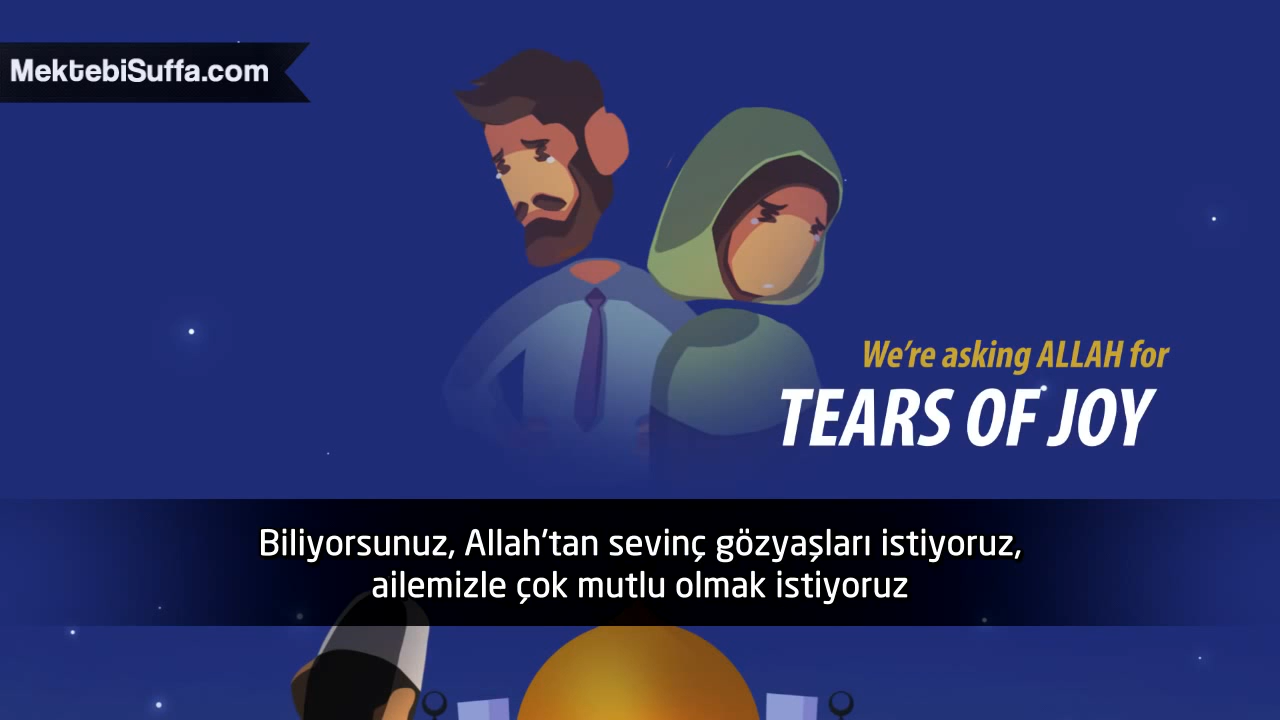 MektebiSuffa.com
We're asking ALLAH for
TEARS OF JOY
Biliyorsunuz, Allah'tan sevinç gözyaşları istiyoruz,
ailemizle çok mutlu olmak istiyoruz